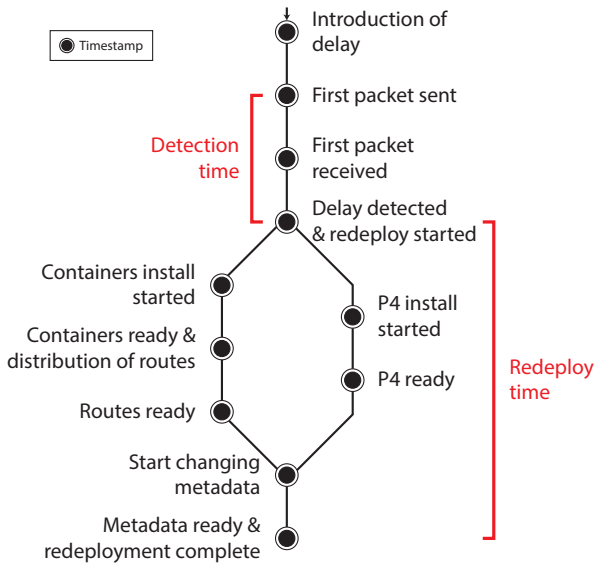 Introduction of
delay
Timestamp
First packet sent
Detection
time
First packet
received
Delay detected
& redeploy started
Containers install
started
P4 install
started
Containers ready &
distribution of routes
Redeploy
time
P4 ready
Routes ready
Start changing
metadata
Metadata ready &
redeployment complete